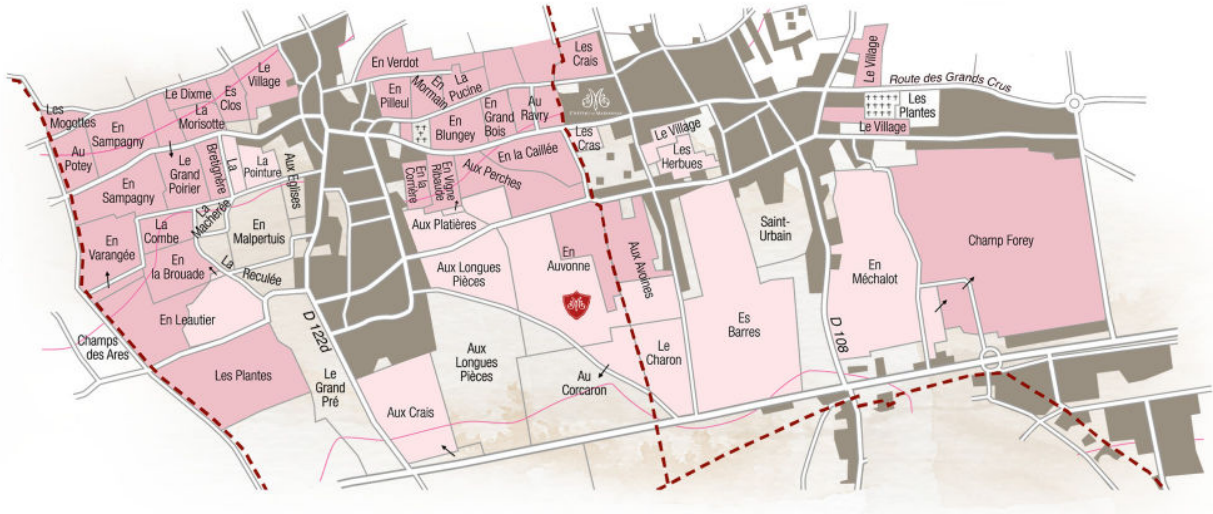 Les
Crais
Le Village
En Verdot
Route des Grands Crus
Le
Village
La
Pucine
En
Mormain
Le Dixme
Es
Clos
En
Pilleul
Les
Plantes
Les
Mogottes
La
Morisotte
En
Grand
Bois
Au
Ravry
Le Village
En
Sampagny
En
Blungey
Les
Cras
Le Village
Au
Potey
Le
Grand
Poirier
La
Bretignère
La
Pointure
Aux Eglises
En la Caillée
Les
Herbues
En
Sampagny
En la
Corrière
En Vigne
Ribaude
Aux Perches
La
Macherée
Aux Platières
Saint-
Urbain
Champ Forey
La
Combe
En
Malpertuis
En
Varangée
En
la Brouade
La Reculée
Aux Longues
Pièces
En
Auvonne
Aux Avoines
En
Méchalot
En Leautier
D 122d
Es
Barres
D 108
Champs
des Ares
Les Plantes
Le
Grand
Pré
Aux
Longues
Pièces
Le
Charon
Au
Corcaron
Aux Crais